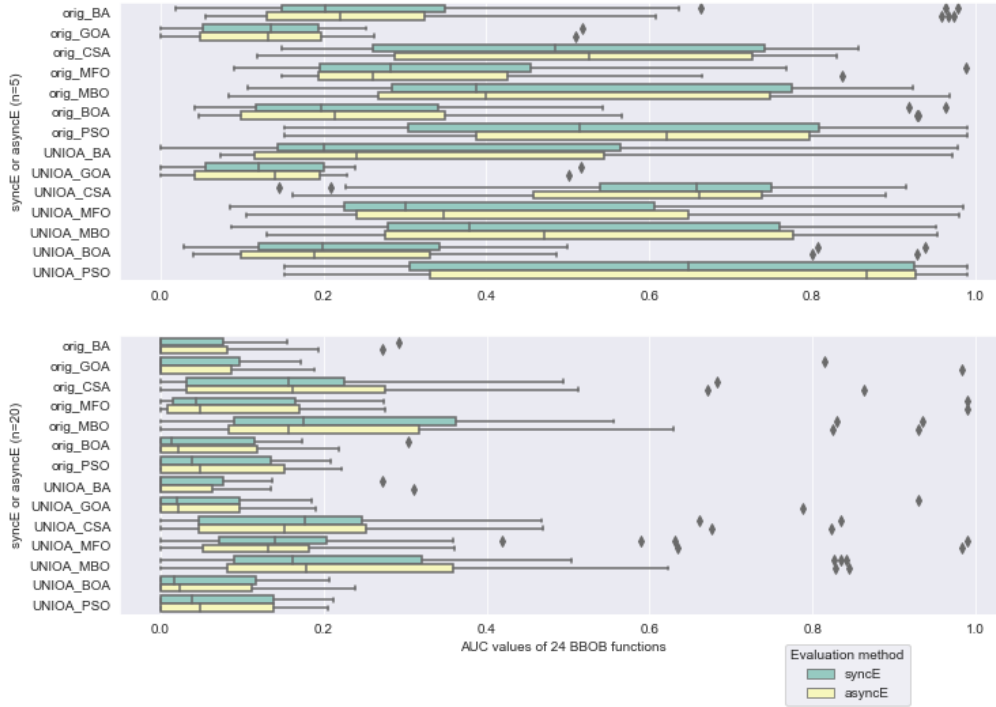 syncE or asyncE (n=5)
orig_BA
orig_GOA
orig_CSA
orig_MFO
orig_MBO
orig_BOA
orig_PSO
UNIOA_BA
UNIOA_GOA
UNIOA_CSA
UNIOA_MFO
UNIOA_MBO
UNIOA_BOA
UNIOA_PSO
0.0 0.2 0.4 0.6 0.8 1.0
syncE or asyncE (n=20)
orig_BA
orig_GOA
orig_CSA
orig_MFO
orig_MBO
orig_BOA
orig_PSO
UNIOA_BA
UNIOA_GOA
UNIOA_CSA
UNIOA_MFO
UNIOA_MBO
UNIOA_BOA
UNIOA_PSO
0.0 0.2 0.4 0.6 0.8 1.0
AUC values of 24 BBOB functions
Evaluation method
syncE
asyncE